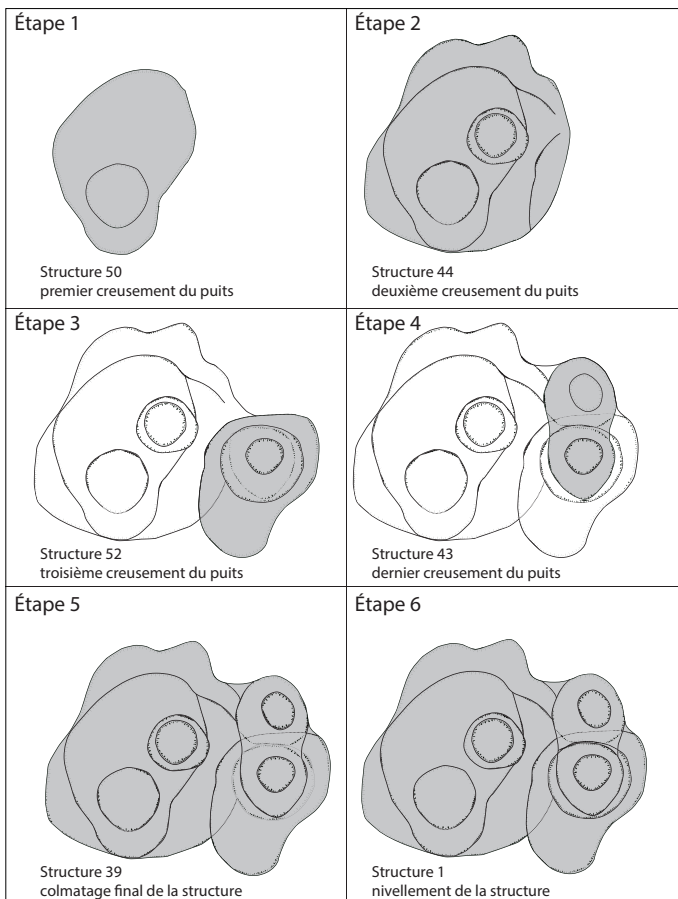 Étape 1
Structure 50
premier creusement du puits
Étape 2
Structure 44
deuxième creusement du puits
Étape 3
Structure 52
troisième creusement du puits
Étape 4
Structure 43
dernier creusement du puits
Étape 5
Structure 39
colmatage final de la structure
Étape 6
Structure 1
nivellement de la structure